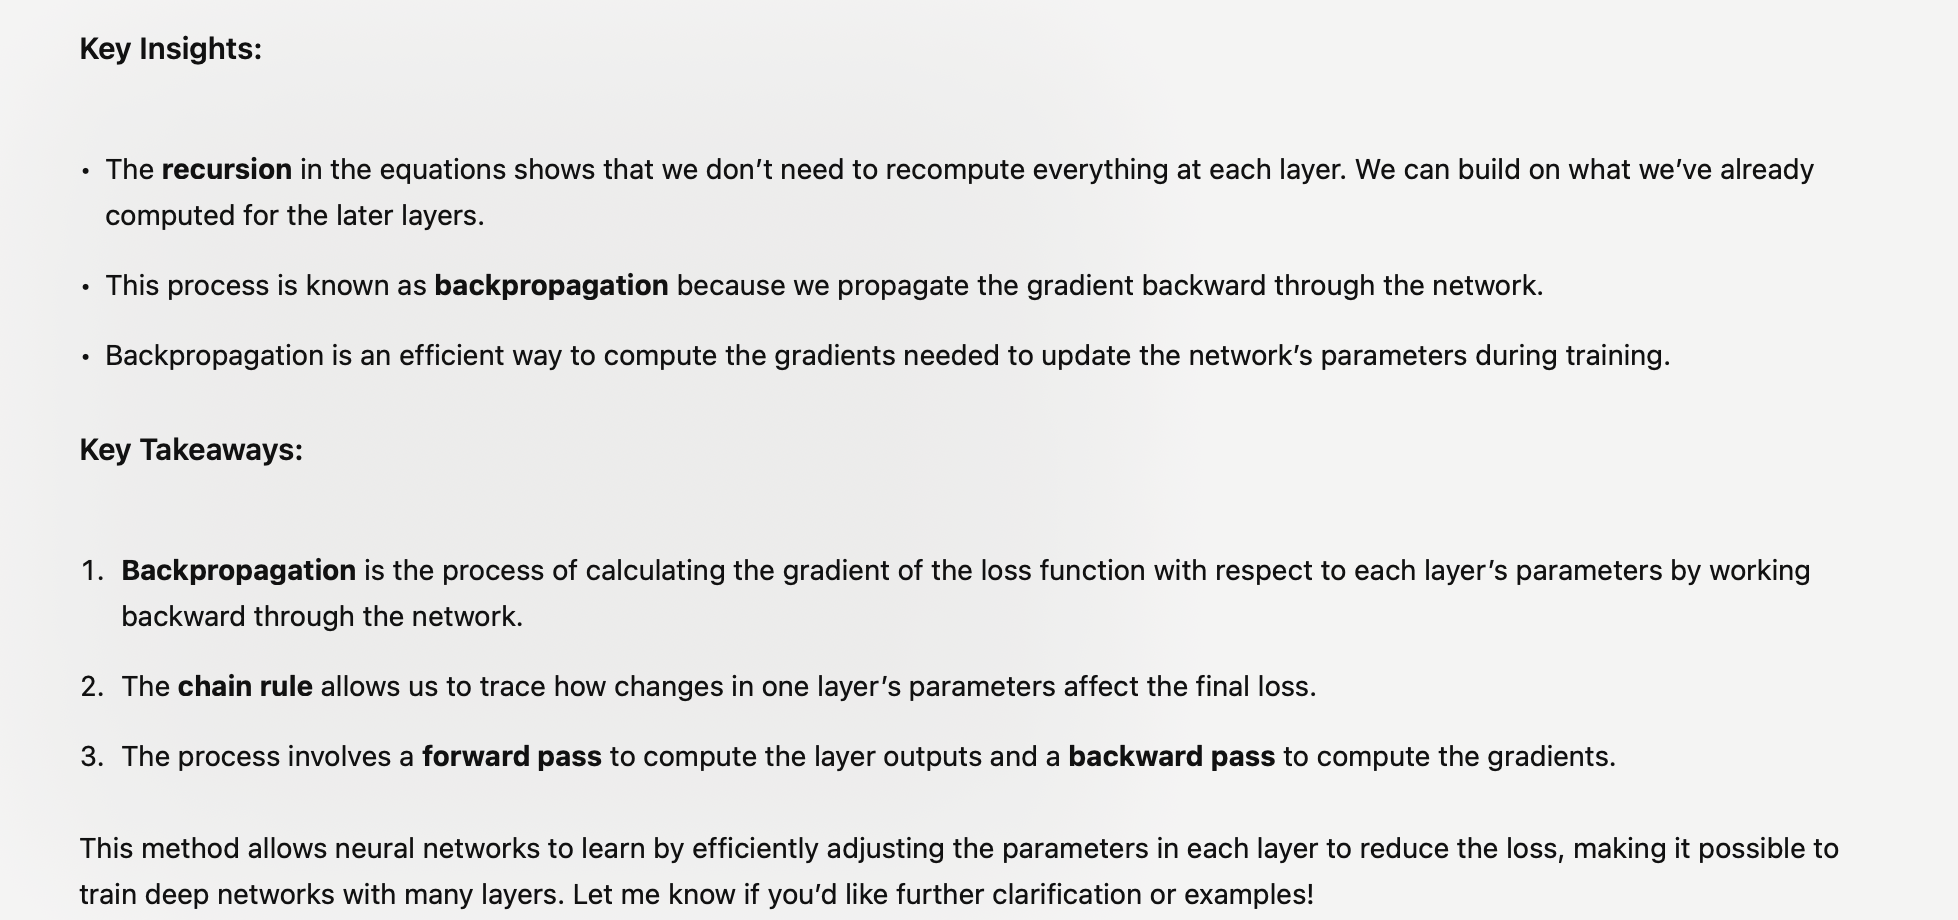 Key Insights:
• The recursion in the equations shows that we don’t need to recompute everything at each layer. We can build on what we’ve already
computed for the later layers.
• This process is known as backpropagation because we propagate the gradient backward through the network.
• Backpropagation is an efficient way to compute the gradients needed to update the network’s parameters during training.
Key Takeaways:
1. Backpropagation is the process of calculating the gradient of the loss function with respect to each layer’s parameters by working
backward through the network.
2. The chain rule allows us to trace how changes in one layer’s parameters affect the final loss.
3. The process involves a forward pass to compute the layer outputs and a backward pass to compute the gradients.
This method allows neural networks to learn by efficiently adjusting the parameters in each layer to reduce the loss, making it possible to
train deep networks with many layers. Let me know if you’d like further clarification or examples!